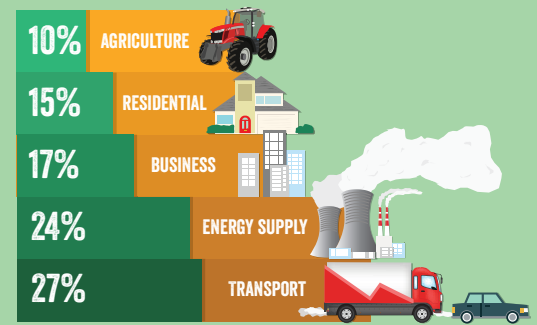 10% AGRICULTURE
15% RESIDENTIAL
17% BUSINESS
24% ENERGY SUPPLY
27% TRANSPORT